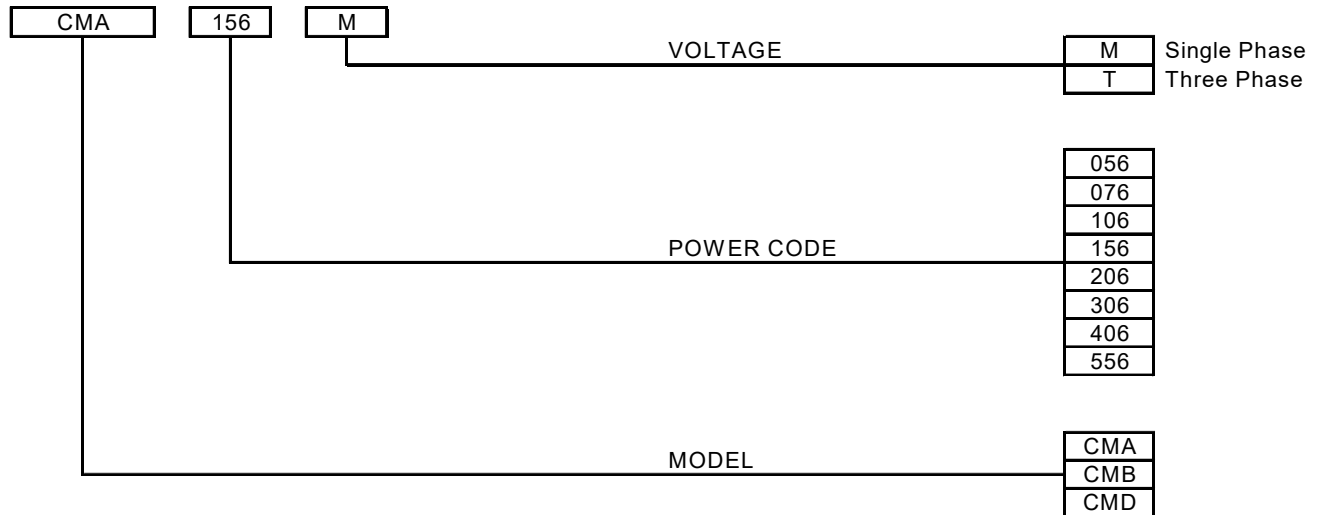 CMA 156 M
VOLTAGE M Single Phase
T Three Phase
056
076
106
POWER CODE 156
206
306
406
556
CMA
MODEL CMB
CMD